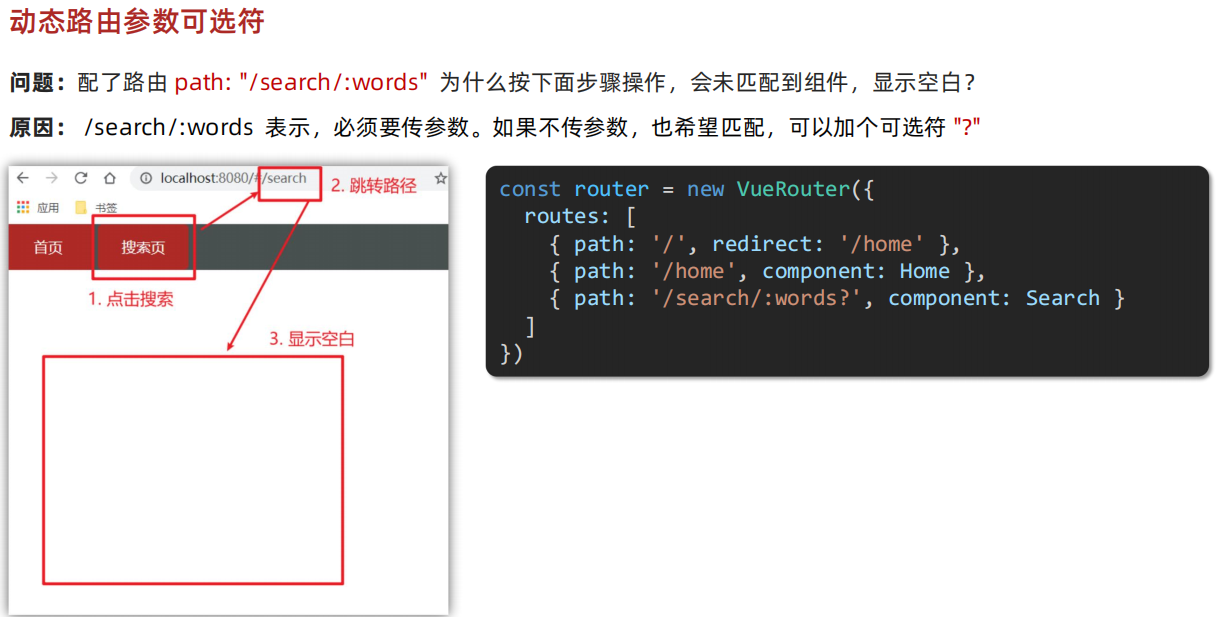 动态路由参数可选符
问题：配了路由 path: "/search/:words" 为什么按下面步骤操作，会未匹配到组件，显示空白？
原因： /search/:words 表示，必须要传参数。如果不传参数，也希望匹配，可以加个可选符 "?"
localhost:8080/#/search
2. 跳转路径
应用 书签
首页 搜索页
1. 点击搜索
3. 显示空白
const router = new VueRouter({
routes: [
{ path: '/', redirect: '/home' },
{ path: '/home', component: Home },
{ path: '/search/:words?', component: Search }
]
})